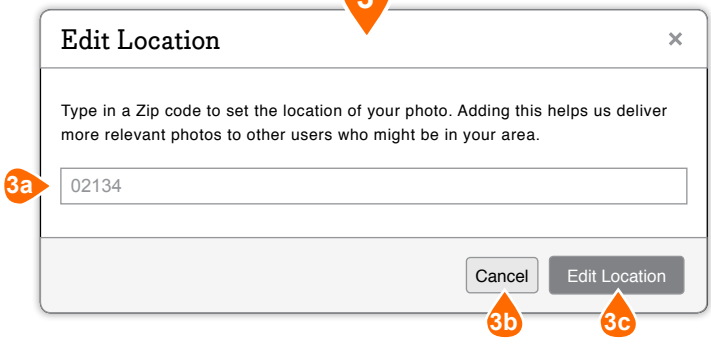 Edit Location ×
Type in a Zip code to set the location of your photo. Adding this helps us deliver
more relevant photos to other users who might be in your area.
3a 02134
Cancel Edit Location
3b 3c